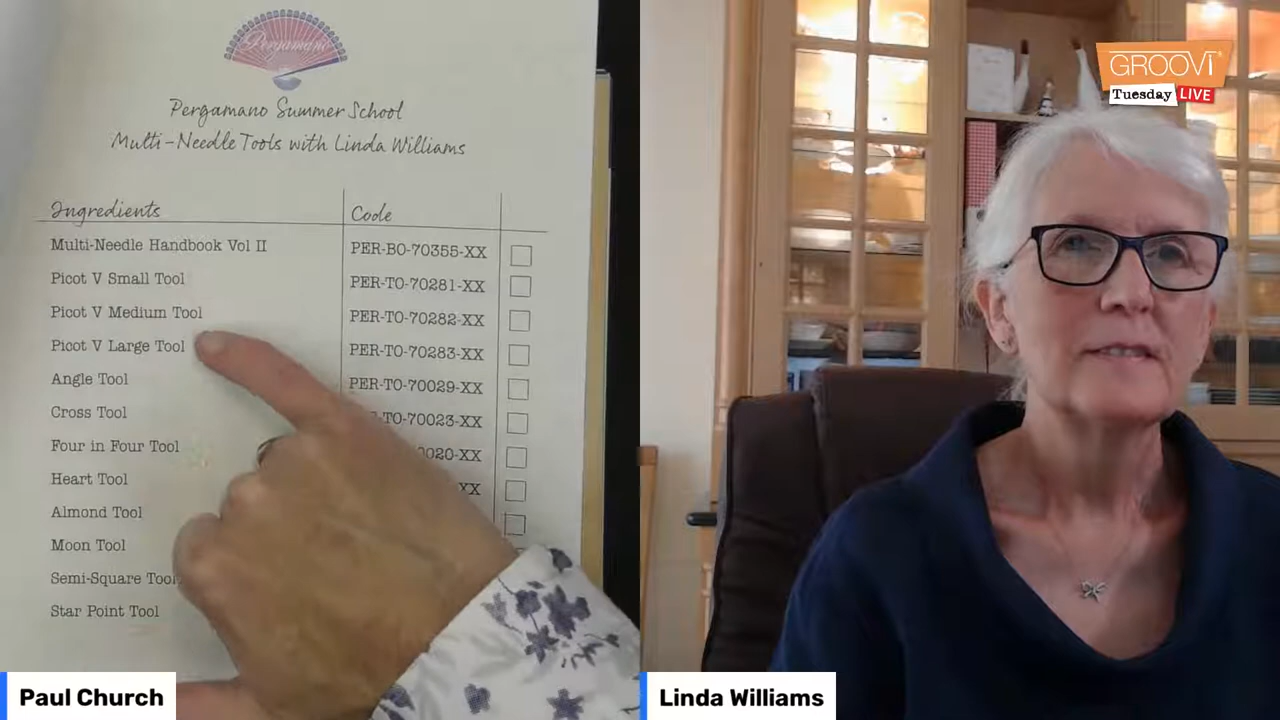 Pergamano
Pergamano Summer School
Multi-Needle Tools with Linda Williams
Ingredients Code
Multi-Needle Handbook Vol II PER-BO-70355-XX
Picot V Small Tool PER-TO-70281-XX
Picot V Medium Tool PER-TO-70282-XX
Picot V Large Tool PER-TO-70283-XX
Angle Tool PER-TO-70029-XX
Cross Tool TO-70023-XX
Four in Four Tool 0020-XX
Heart Tool XX
Almond Tool
Moon Tool
Semi-Square Tool
Star Point Tool
Paul Church
GROOVI
Tuesday LIVE
Linda Williams